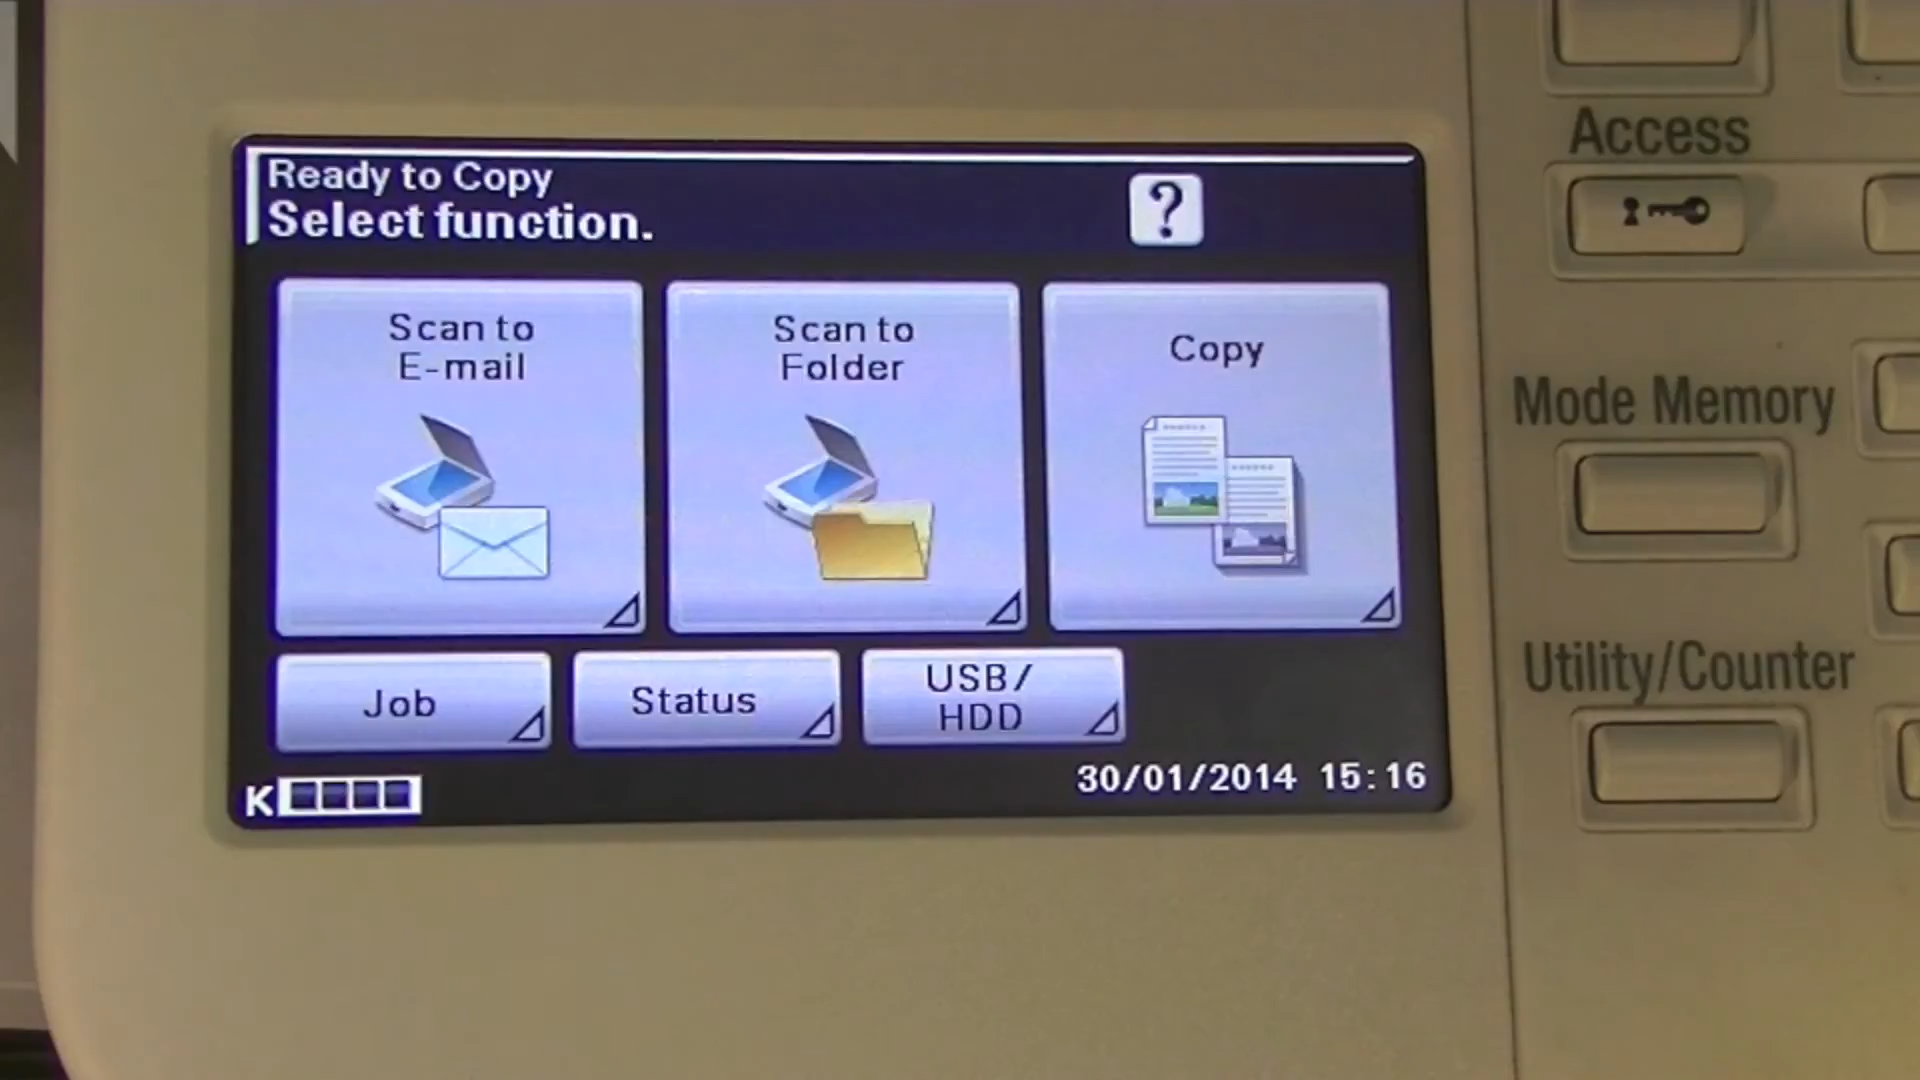 Ready to Copy
Select function.
?
Scan to
E-mail
Scan to
Folder
Copy
Job
Status
USB/
HDD
K
30/01/2014 15:16
Access
Mode Memory
Utility/Counter